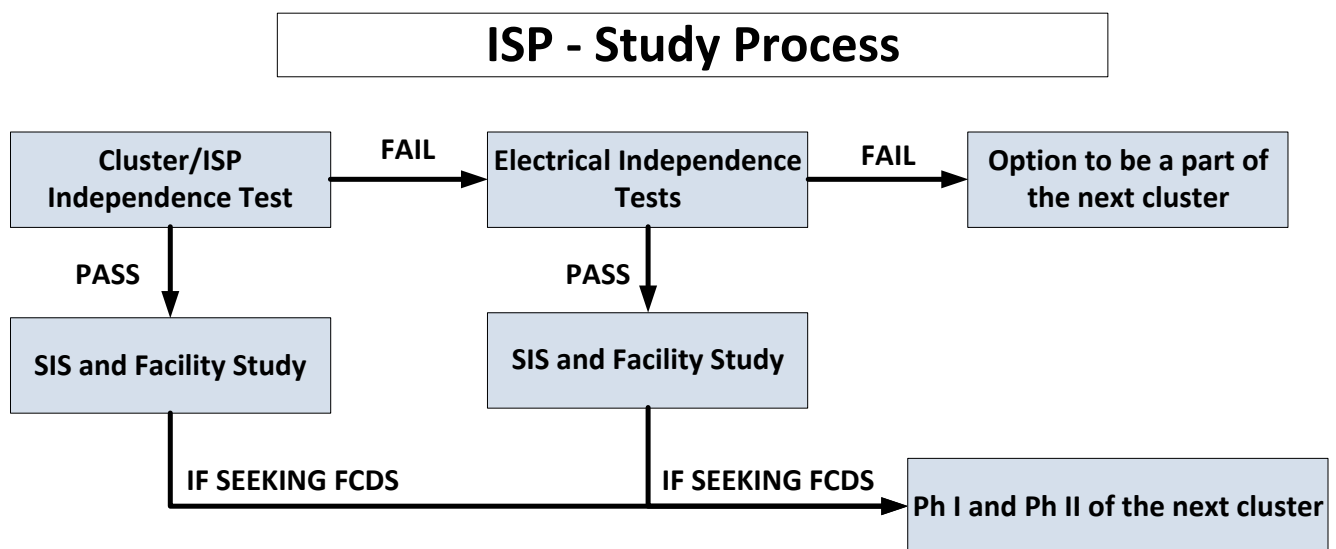 ISP - Study Process
Cluster/ISP
Independence Test
FAIL
Electrical Independence
Tests
FAIL
Option to be a part of
the next cluster
PASS
PASS
SIS and Facility Study
SIS and Facility Study
IF SEEKING FCDS
IF SEEKING FCDS
Ph I and Ph II of the next cluster